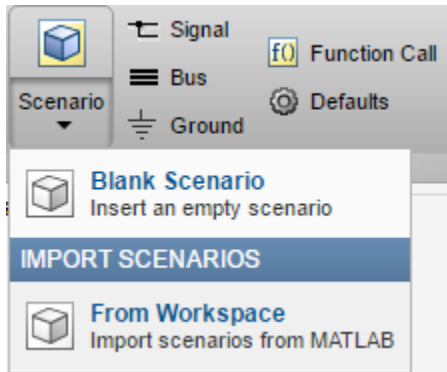 Signal
f() Function Call
Bus
Scenario
Defaults
Ground
Blank Scenario
Insert an empty scenario
IMPORT SCENARIOS
From Workspace
Import scenarios from MATLAB